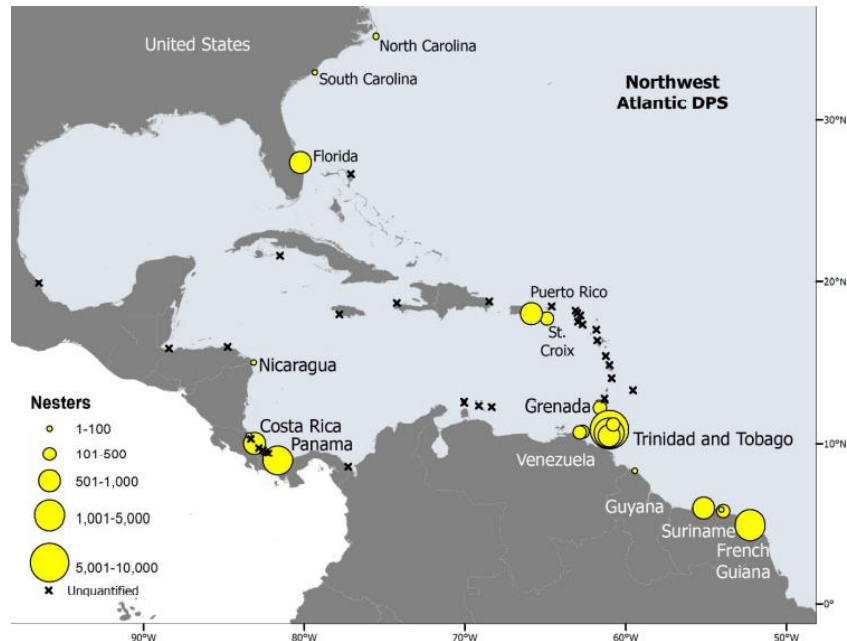 United States
North Carolina
South Carolina
Northwest
Atlantic DPS
30°N
Florida
20°N
Puerto Rico
St.
Croix
Nicaragua
Nesters
1-100
101-500
501-1,000
1,001-5,000
5,001-10,000
Unquantified
Costa Rica
Panama
Grenada
Trinidad and Tobago
10°N
Venezuela
Guyana
Suriname
French
Guiana
0°
90°W
80°W
70°W
60°W
50°W